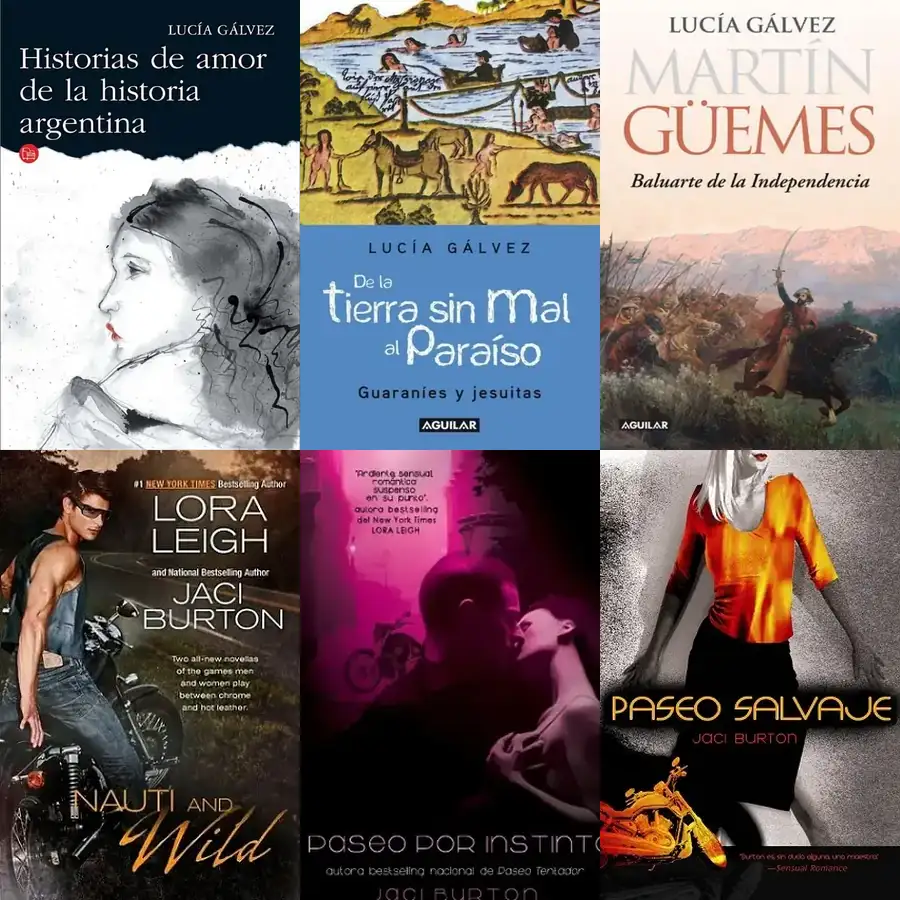 LUCÍA GÁLVEZ
Historias de amor
de la historia
argentina
LUCÍA GÁLVEZ
De la
tierra sin mal
al Paraíso
Guaraníes y jesuitas
AGUILAR
LUCÍA GÁLVEZ
MARTÍN
GÜEMES
Baluarte de la Independencia
AGUILAR
#1 NEW YORK TIMES Bestselling Author
LORA
LEIGH
and National Bestselling Author
JACI
BURTON
Two all-new novellas
of the games men
and women play
between chrome
and hot leather.
NAUTI AND
Wild
"Ardiente, sensual
romántica
suspenso
en su punto".
autora bestselling
del New York Times
LORA LEIGH
PASEO POR INSTINTO
autora bestselling nacional de Paseo Tentador
JACI BURTON
PASEO SALVAJE
JACI BURTON
"Burton es sin duda alguna, una maestra"
—Sensual Romance